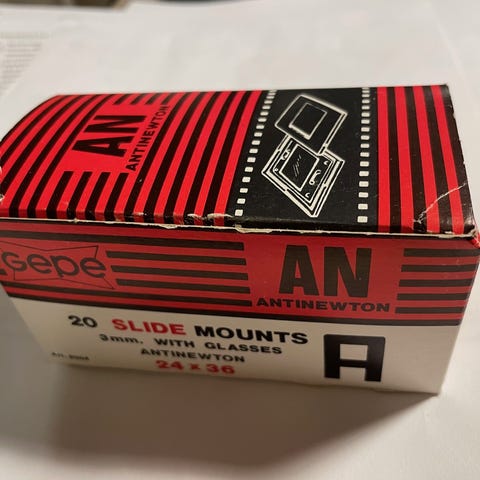 AN
ANTINEWTON
Gepe
AN
ANTINEWTON
20 SLIDE MOUNTS
3mm. WITH GLASSES
ANTINEWTON
24 x 36
A